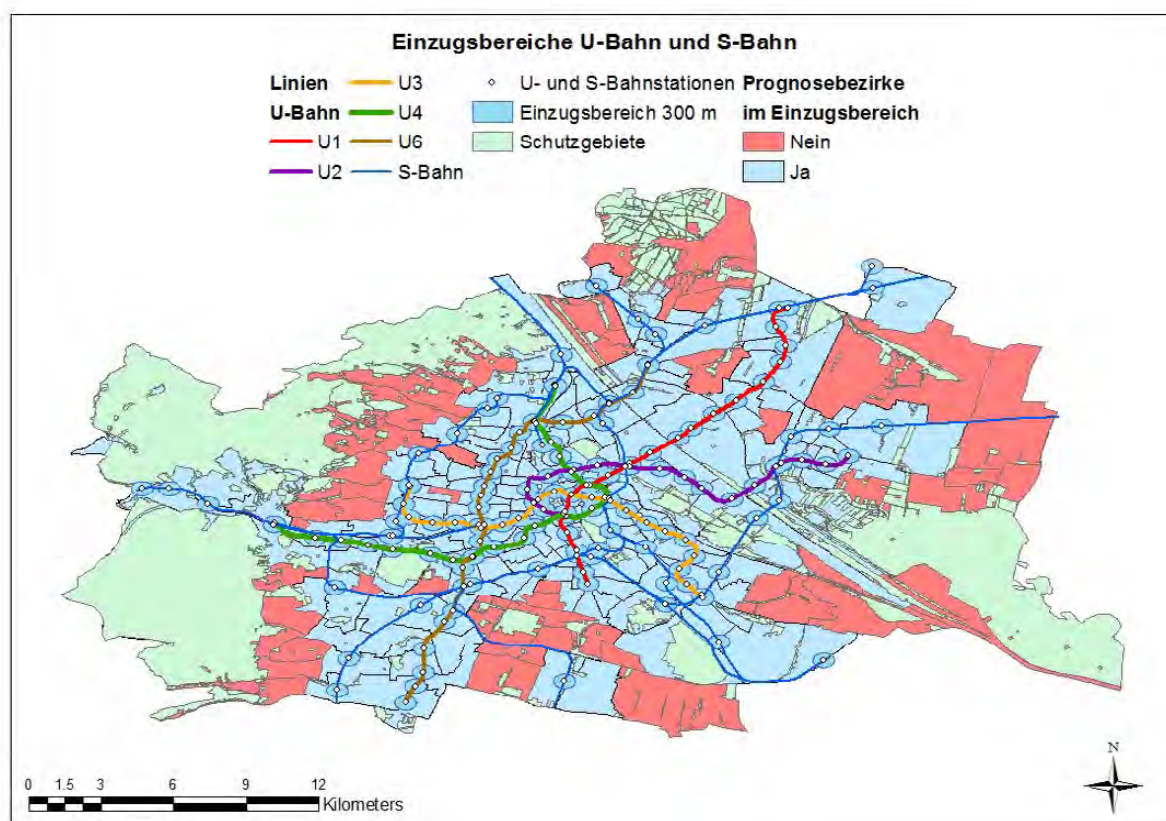 Einzugsbereiche U-Bahn und S-Bahn
Linien U3 U- und S-Bahnstationen Prognosebezirke
U-Bahn U4 Einzugsbereich 300 m im Einzugsbereich
U1 U6 Schutzgebiete Nein
U2 S-Bahn Ja
N
0 1.5 3 6 9 12
Kilometers